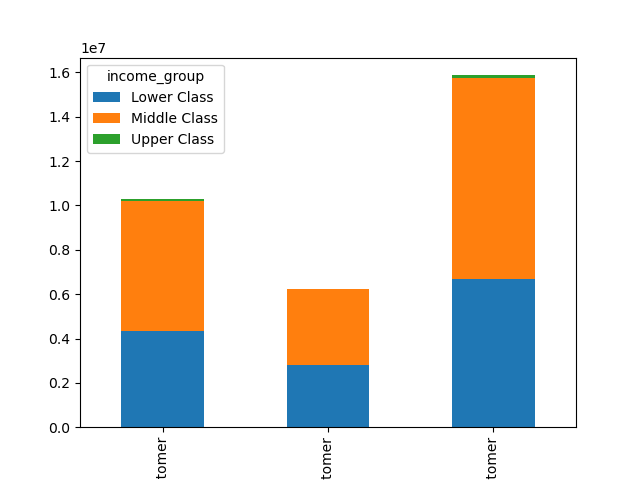 1e7
1.6
1.4
1.2
1.0
0.8
0.6
0.4
0.2
0.0
income_group
Lower Class
Middle Class
Upper Class
tomer
tomer
tomer